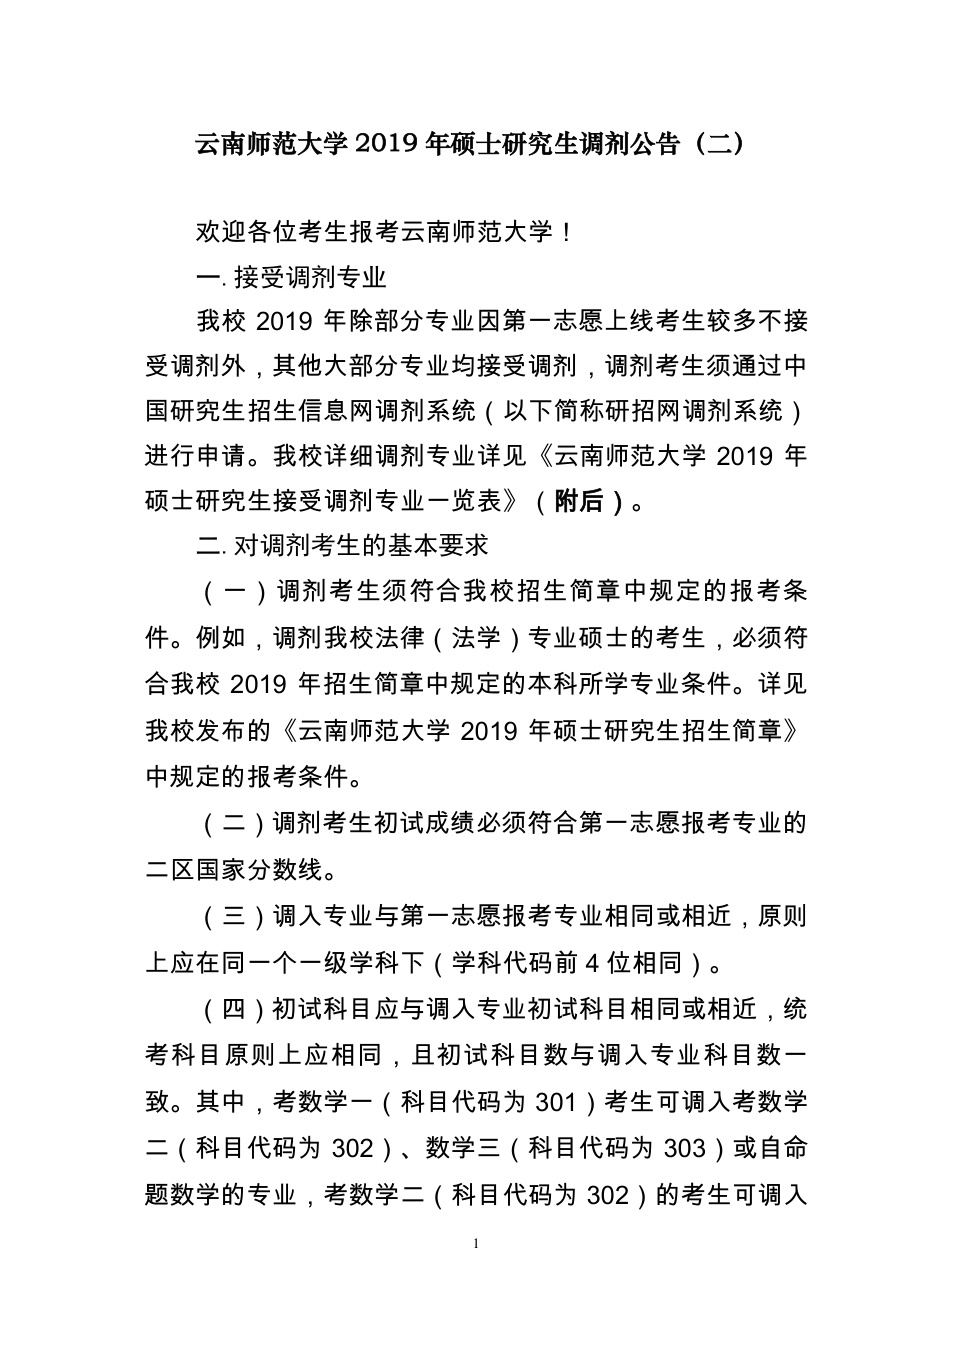 云南师范大学 2019 年硕士研究生调剂公告（二）
欢迎各位考生报考云南师范大学！
一. 接受调剂专业
我校 2019 年除部分专业因第一志愿上线考生较多不接
受调剂外，其他大部分专业均接受调剂，调剂考生须通过中
国研究生招生信息网调剂系统（以下简称研招网调剂系统）
进行申请。我校详细调剂专业详见《云南师范大学 2019 年
硕士研究生接受调剂专业一览表》（附后）。
二. 对调剂考生的基本要求
（一）调剂考生须符合我校招生简章中规定的报考条
件。例如，调剂我校法律（法学）专业硕士的考生，必须符
合我校 2019 年招生简章中规定的本科所学专业条件。详见
我校发布的《云南师范大学 2019 年硕士研究生招生简章》
中规定的报考条件。
（二）调剂考生初试成绩必须符合第一志愿报考专业的
二区国家分数线。
（三）调入专业与第一志愿报考专业相同或相近，原则
上应在同一个一级学科下（学科代码前 4 位相同）。
（四）初试科目应与调入专业初试科目相同或相近，统
考科目原则上应相同，且初试科目数与调入专业科目数一
致。其中，考数学一（科目代码为 301）考生可调入考数学
二（科目代码为 302）、数学三（科目代码为 303）或自命
题数学的专业，考数学二（科目代码为 302）的考生可调入
1